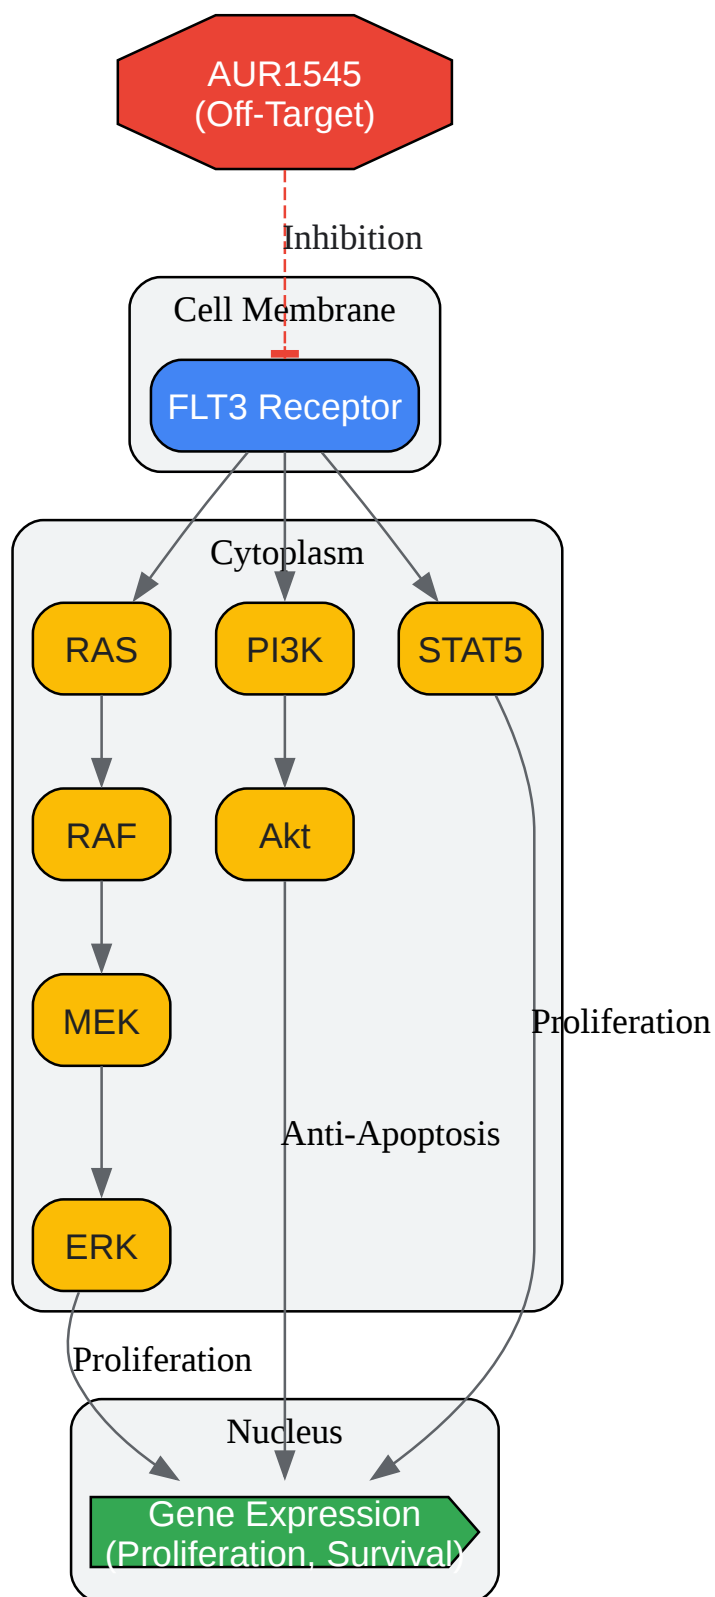 AUR1545
(Off-Target)
Inhibition
Cell Membrane
FLT3 Receptor
Cytoplasm
RAS
PI3K
STAT5
RAF
Akt
MEK
Proliferation
Anti-Apoptosis
ERK
Proliferation
Nucleus
Gene Expression
(Proliferation, Survival)